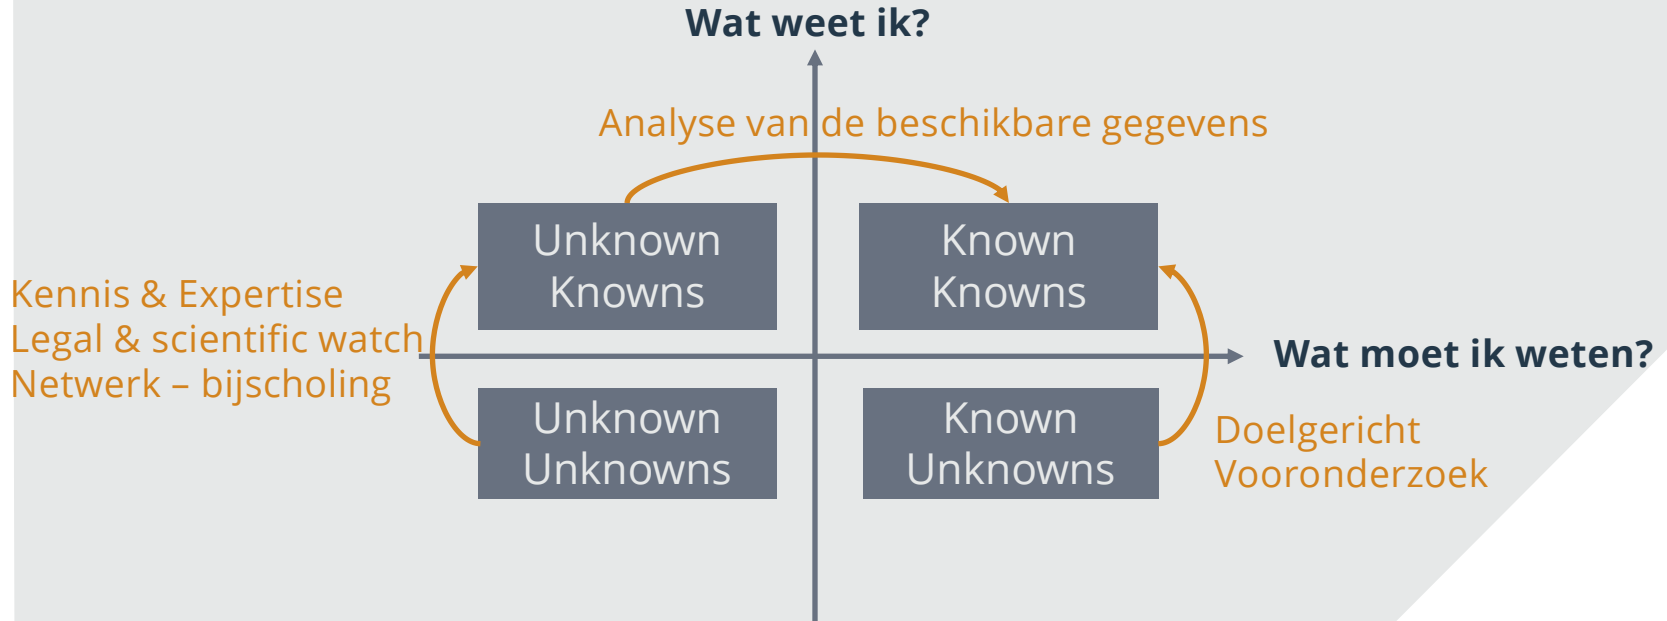 Wat weet ik?
Analyse van de beschikbare gegevens
Unknown
Knowns
Known
Knowns
Kennis & Expertise
Legal & scientific watch
Netwerk – bijscholing
Wat moet ik weten?
Unknown
Unknowns
Known
Unknowns
Doelgericht
Vooronderzoek